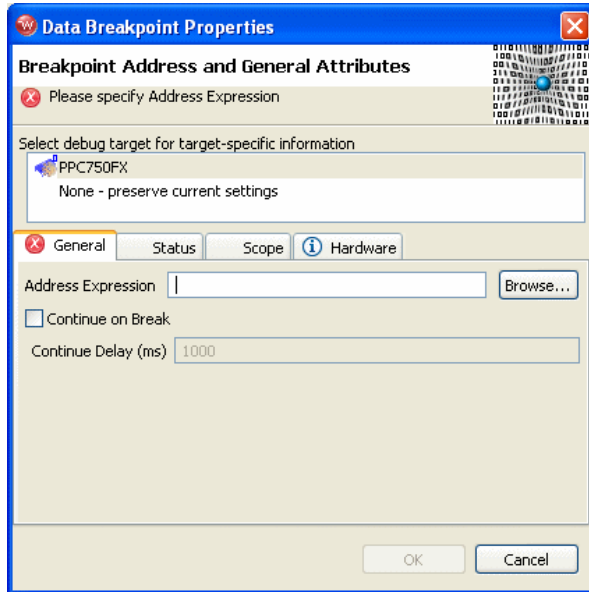 Data Breakpoint Properties
Breakpoint Address and General Attributes
Please specify Address Expression
Select debug target for target-specific information
PPC750FX
None - preserve current settings
General Status Scope Hardware
Address Expression Browse...
Continue on Break
Continue Delay (ms) 1000
OK Cancel